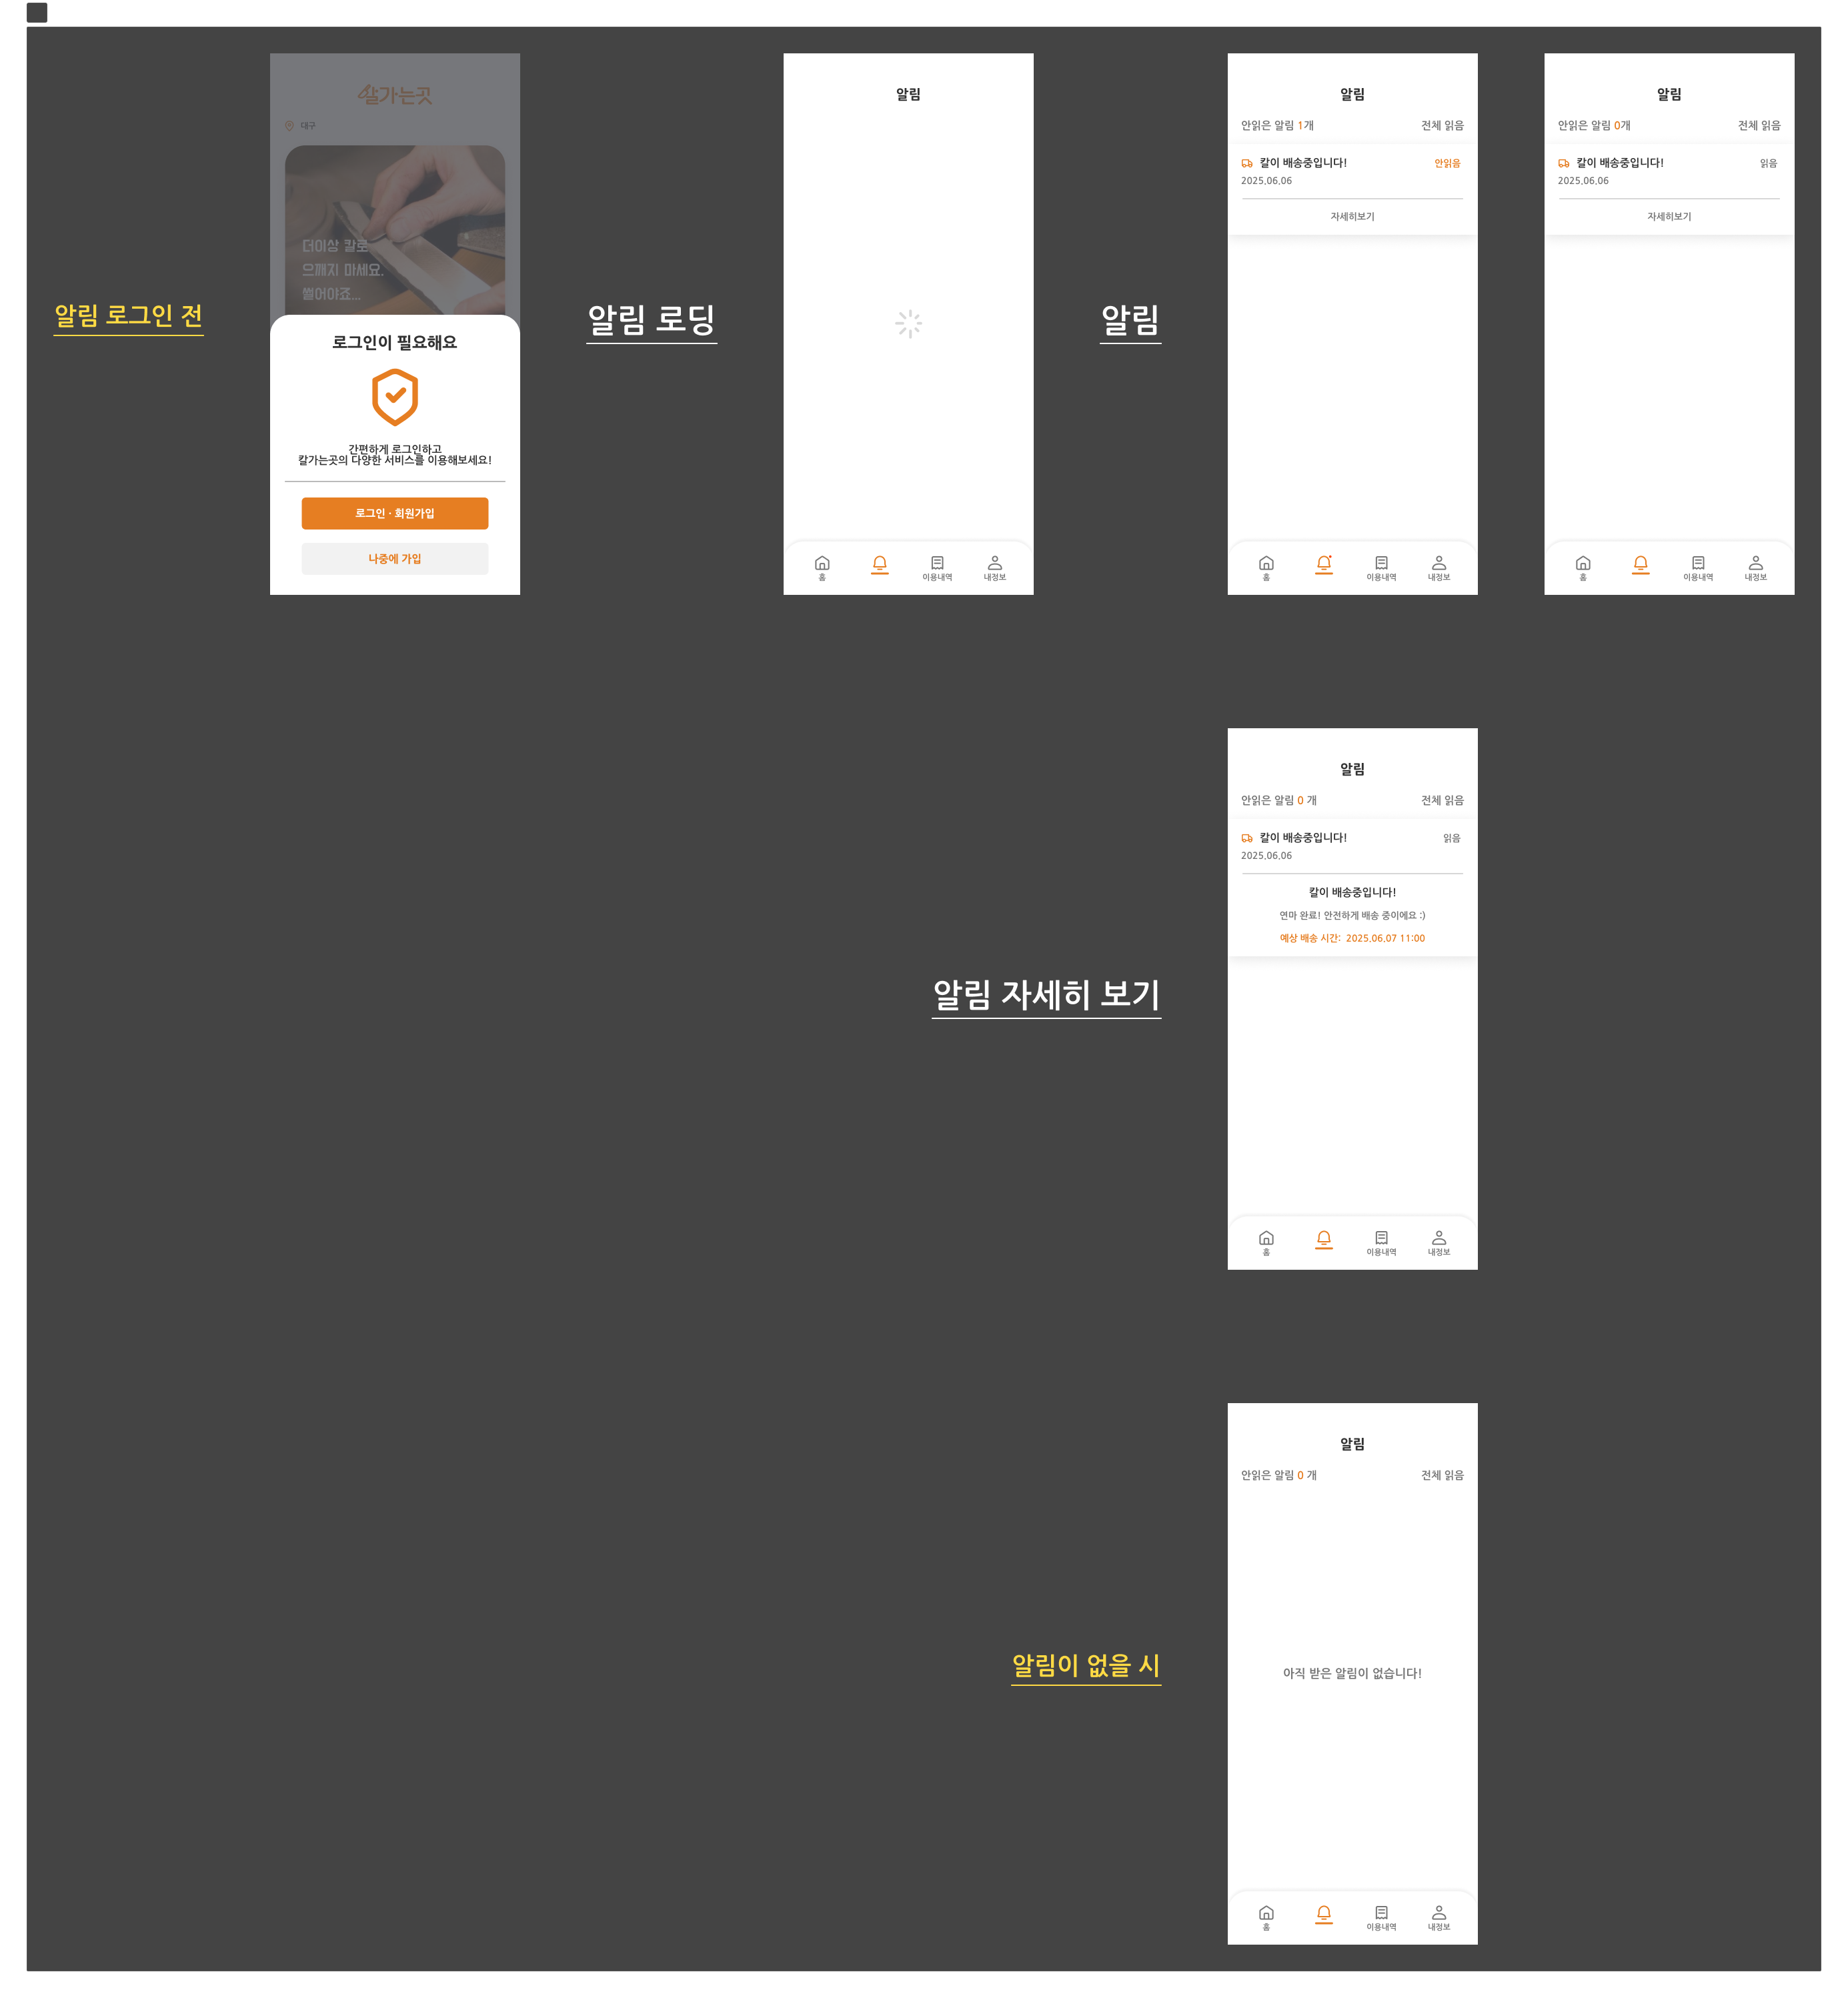 알림 로그인 전
칼가는곳
대구
더이상 칼로
으깨지 마세요.
썰어야죠...
로그인이 필요해요
간편하게 로그인하고
칼가는곳의 다양한 서비스를 이용해보세요!
로그인 · 회원가입
나중에 가입
알림 로딩
알림
홈
이용내역
내정보
알림
알림
안읽은 알림 1개
전체 읽음
칼이 배송중입니다!
안읽음
2025.06.06
자세히보기
홈
이용내역
내정보
알림
안읽은 알림 0개
전체 읽음
칼이 배송중입니다!
읽음
2025.06.06
자세히보기
홈
이용내역
내정보
알림 자세히 보기
알림
안읽은 알림 0 개
전체 읽음
칼이 배송중입니다!
읽음
2025.06.06
칼이 배송중입니다!
연마 완료! 안전하게 배송 중이에요 :)
예상 배송 시간: 2025.06.07 11:00
홈
이용내역
내정보
알림이 없을 시
알림
안읽은 알림 0 개
전체 읽음
아직 받은 알림이 없습니다!
홈
이용내역
내정보